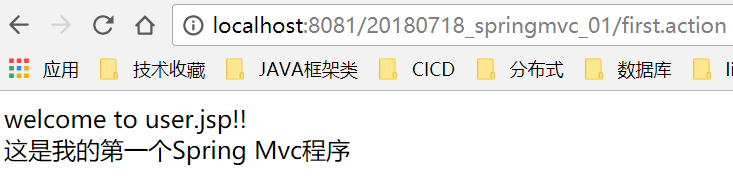 localhost:8081/20180718_springmvc_01/first.action
应用 技术收藏 JAVA框架类 CICD 分布式 数据库
welcome to user.jsp!!
这是我的第一个Spring Mvc程序